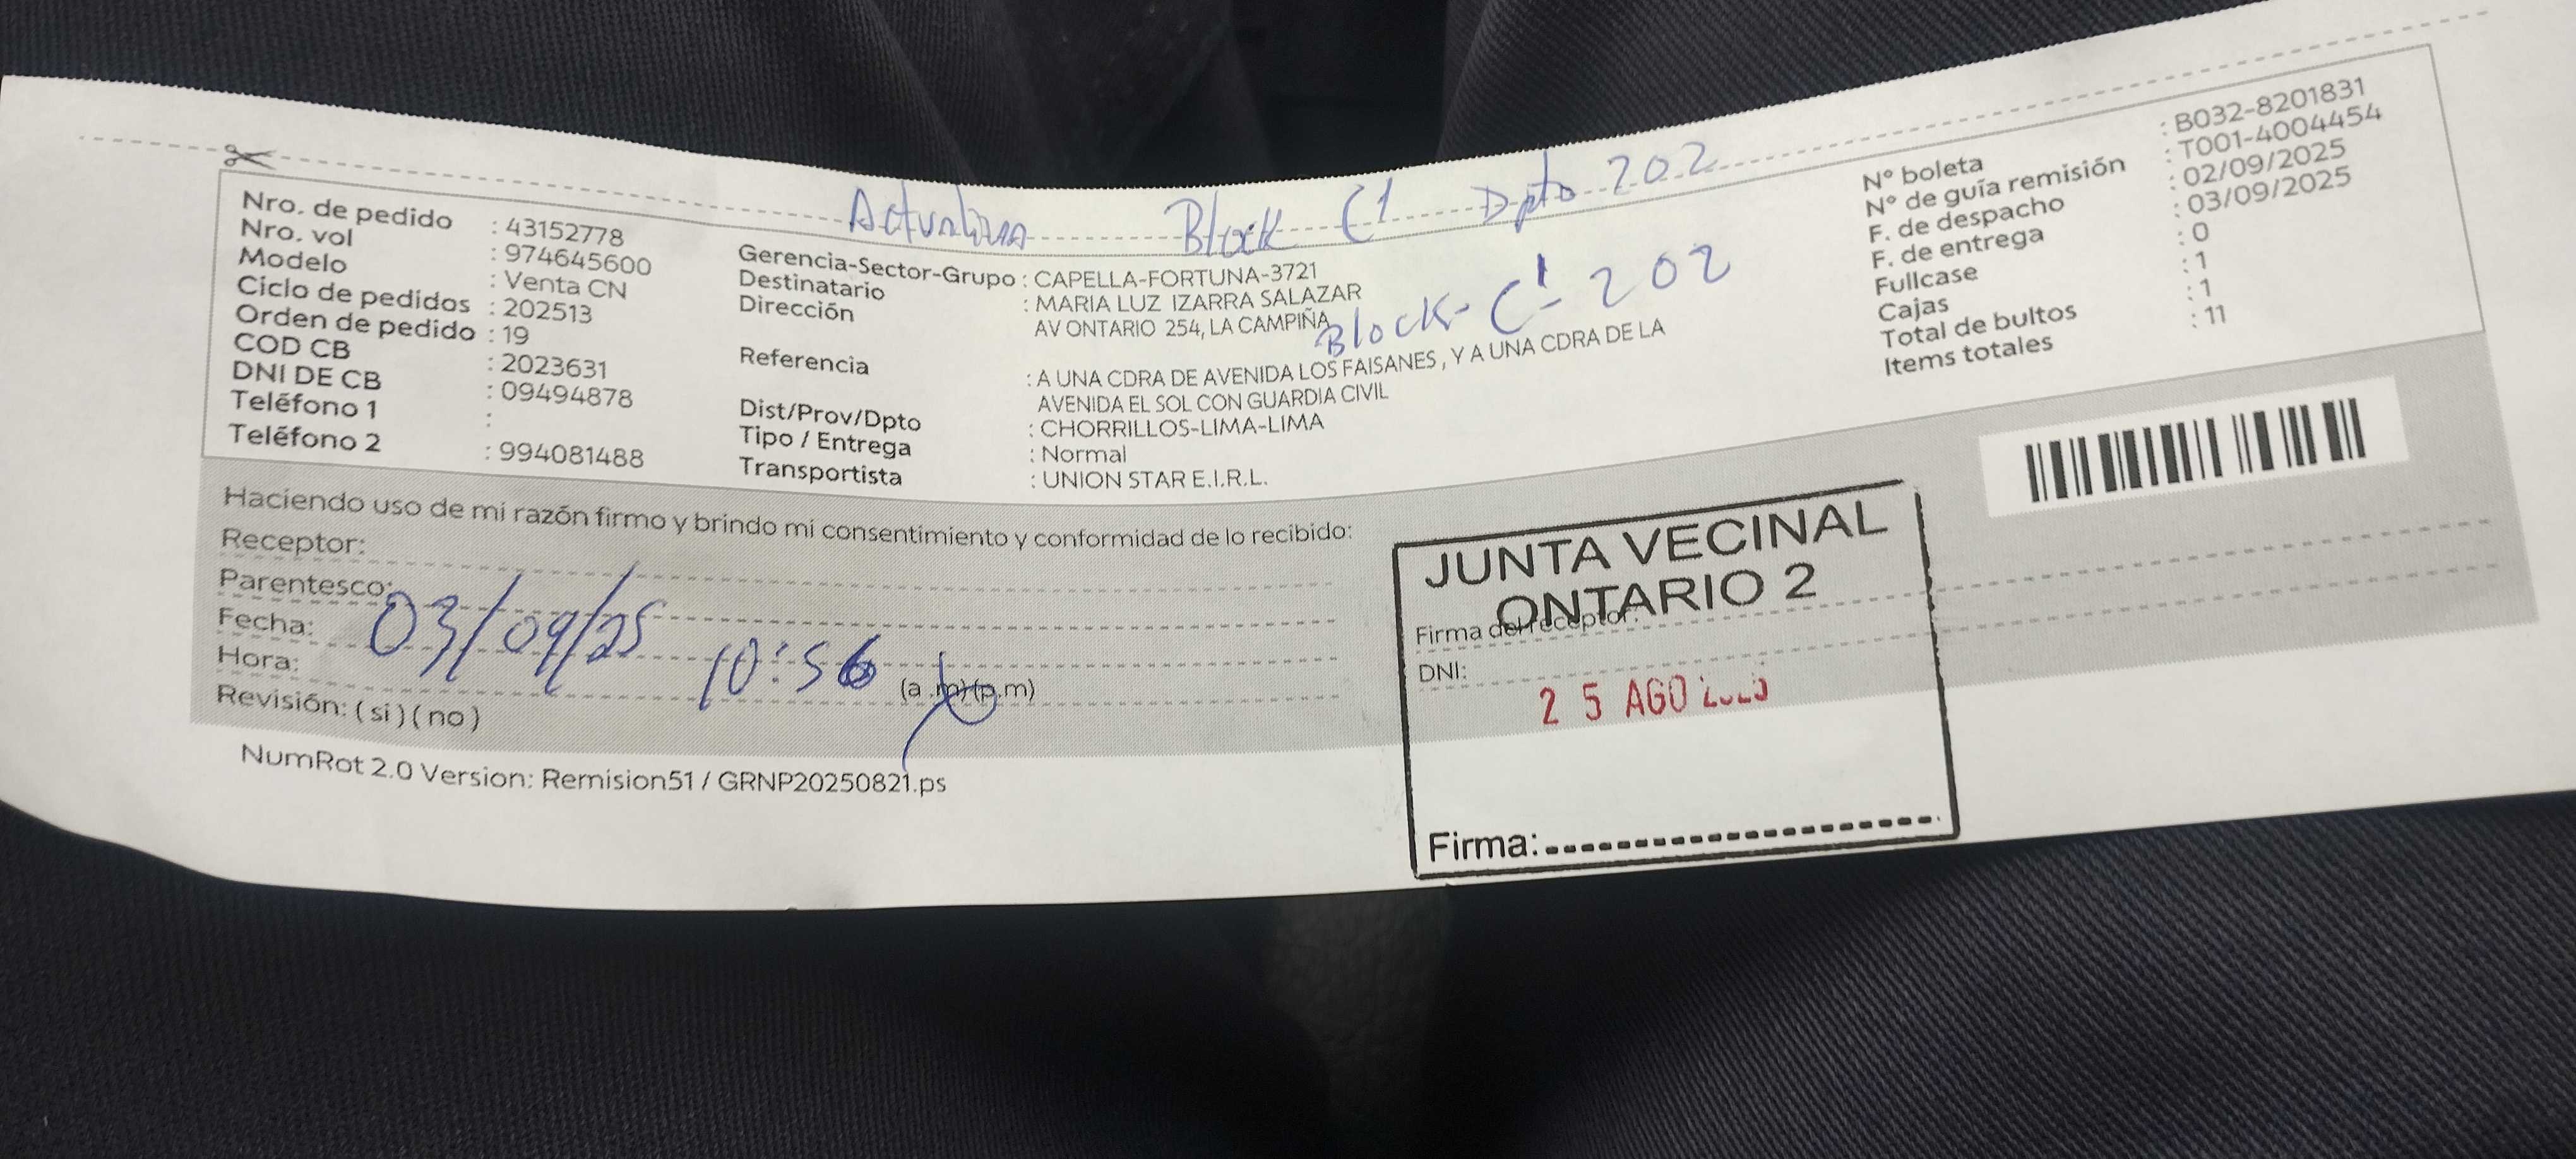 Actualizar Block C1 Dpto 202
Nro. de pedido : 43152778
Nro. vol : 974645600
Modelo : Venta CN
Ciclo de pedidos : 202513
Orden de pedido : 19
COD CB : 2023631
DNI DE CB : 09494878
Teléfono 1 :
Teléfono 2 : 994081488
Gerencia-Sector-Grupo : CAPELLA-FORTUNA-3721
Destinatario : MARIA LUZ IZARRA SALAZAR
Dirección AV ONTARIO 254, LA CAMPIÑA
Block- C1- 202
Referencia : A UNA CDRA DE AVENIDA LOS FAISANES , Y A UNA CDRA DE LA
AVENIDA EL SOL CON GUARDIA CIVIL
Dist/Prov/Dpto : CHORRILLOS-LIMA-LIMA
Tipo / Entrega : Normal
Transportista : UNION STAR E.I.R.L.
N° boleta : B032-8201831
N° de guía remisión : T001-4004454
F. de despacho : 02/09/2025
F. de entrega : 03/09/2025
Fullcase : 0
Cajas : 1
Total de bultos : 1
Items totales : 11
Haciendo uso de mi razón firmo y brindo mi consentimiento y conformidad de lo recibido:
Receptor:
Parentesco:
Fecha: 03/09/25
Hora: 10:56 (a.m) (p.m)
Revisión: ( si ) ( no )
JUNTA VECINAL
ONTARIO 2
Firma del receptor:
DNI:
25 AGO
Firma:
NumRot 2.0 Version: Remision51 / GRNP20250821.ps